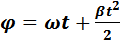 φ = ωt + βt²/2